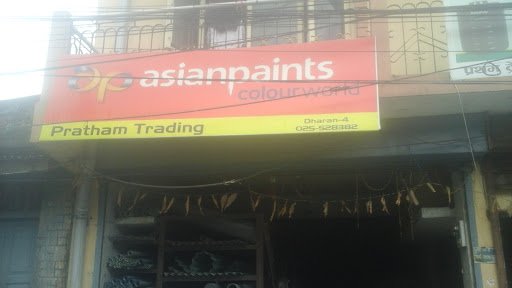 asianpaints
colourworld
Pratham Trading
Dharan-4
025-528382